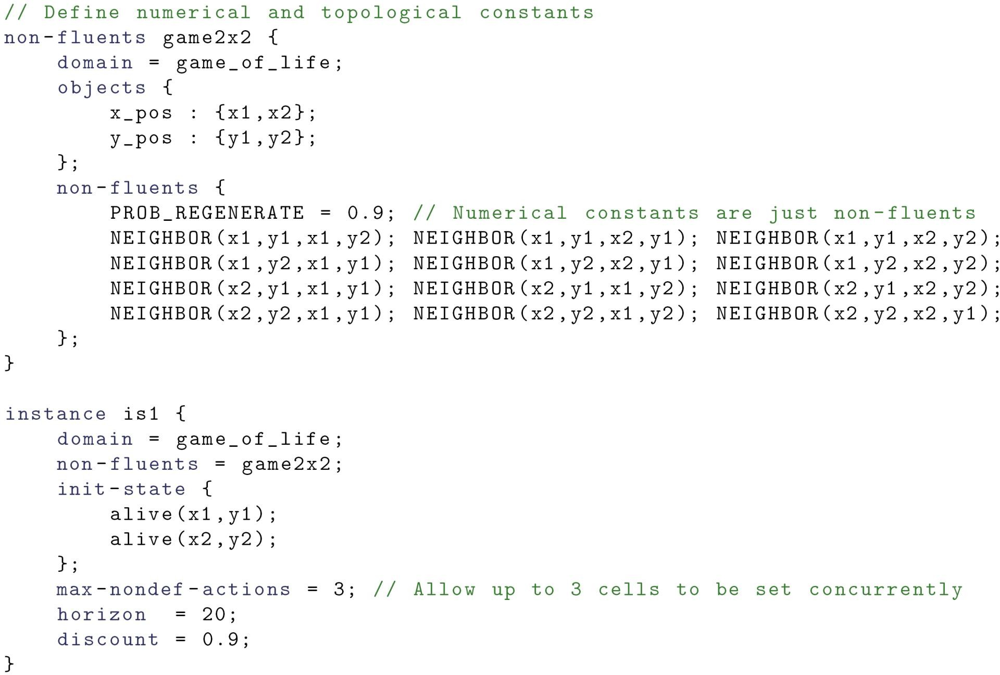 // Define numerical and topological constants
non-fluents game2x2 {
    domain = game_of_life;
    objects {
        x_pos : {x1,x2};
        y_pos : {y1,y2};
    };
    non-fluents {
        PROB_REGENERATE = 0.9; // Numerical constants are just non-fluents
        NEIGHBOR(x1,y1,x1,y2); NEIGHBOR(x1,y1,x2,y1); NEIGHBOR(x1,y1,x2,y2);
        NEIGHBOR(x1,y2,x1,y1); NEIGHBOR(x1,y2,x2,y1); NEIGHBOR(x1,y2,x2,y2);
        NEIGHBOR(x2,y1,x1,y1); NEIGHBOR(x2,y1,x1,y2); NEIGHBOR(x2,y1,x2,y2);
        NEIGHBOR(x2,y2,x1,y1); NEIGHBOR(x2,y2,x1,y2); NEIGHBOR(x2,y2,x2,y1);
    };
}

instance is1 {
    domain = game_of_life;
    non-fluents = game2x2;
    init-state {
        alive(x1,y1);
        alive(x2,y2);
    };
    max-nondef-actions = 3; // Allow up to 3 cells to be set concurrently
    horizon  = 20;
    discount = 0.9;
}